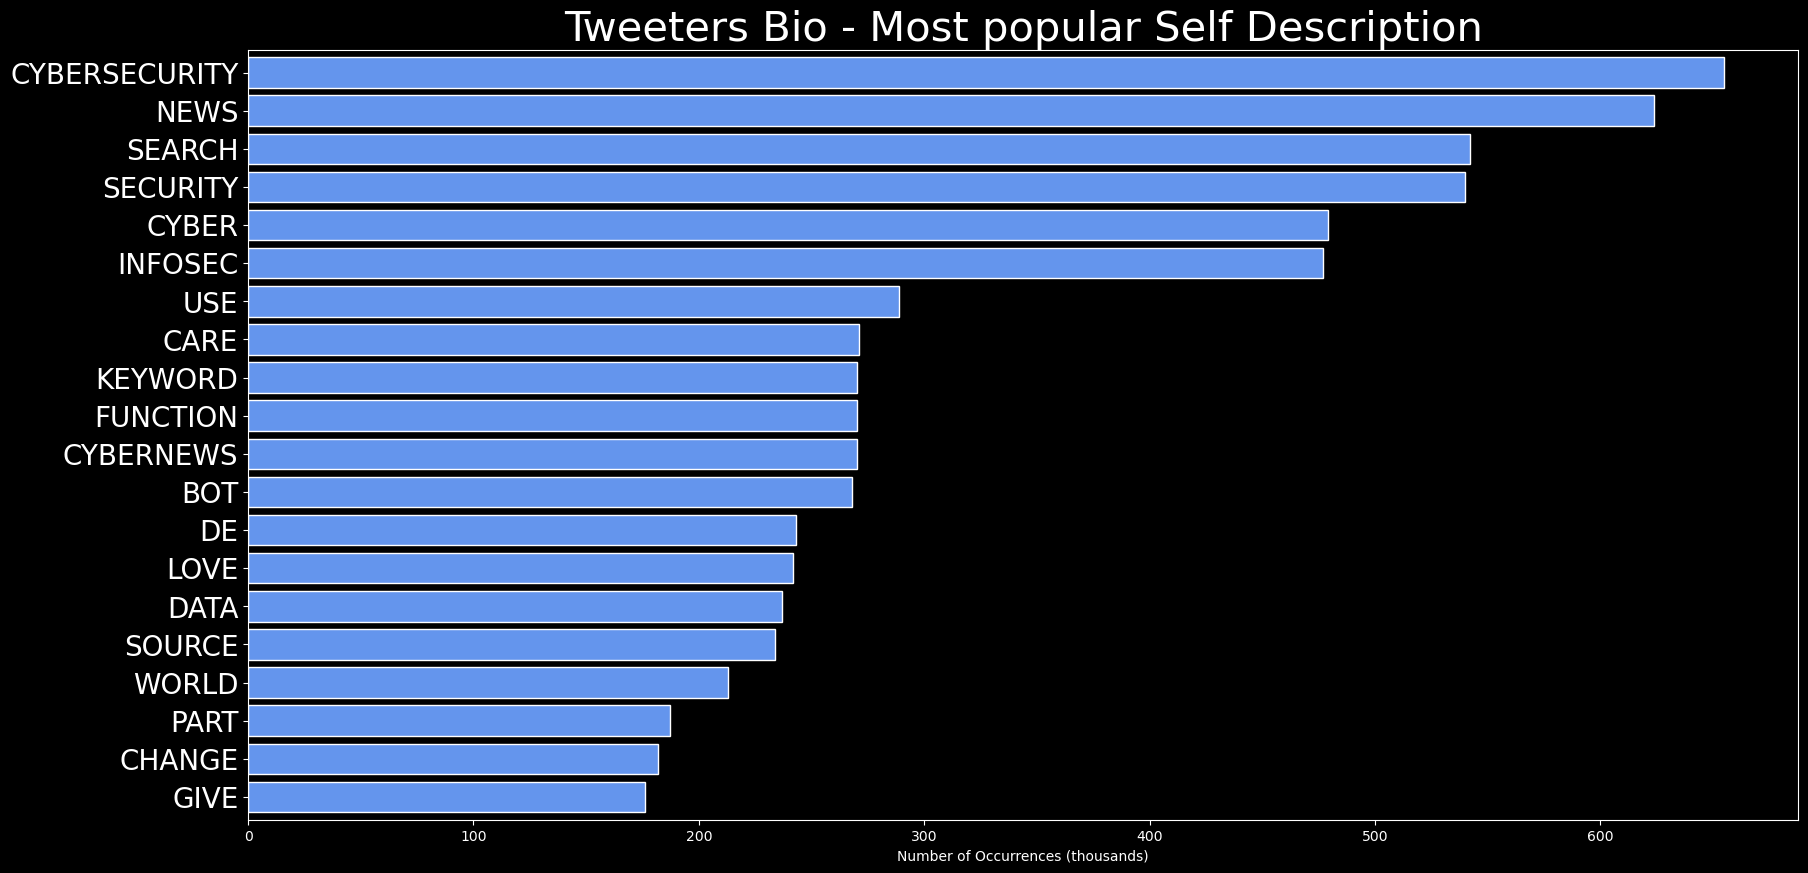 Tweeters Bio - Most popular Self Description
CYBERSECURITY
NEWS
SEARCH
SECURITY
CYBER
INFOSEC
USE
CARE
KEYWORD
FUNCTION
CYBERNEWS
BOT
DE
LOVE
DATA
SOURCE
WORLD
PART
CHANGE
GIVE
0 100 200 300 400 500 600
Number of Occurrences (thousands)